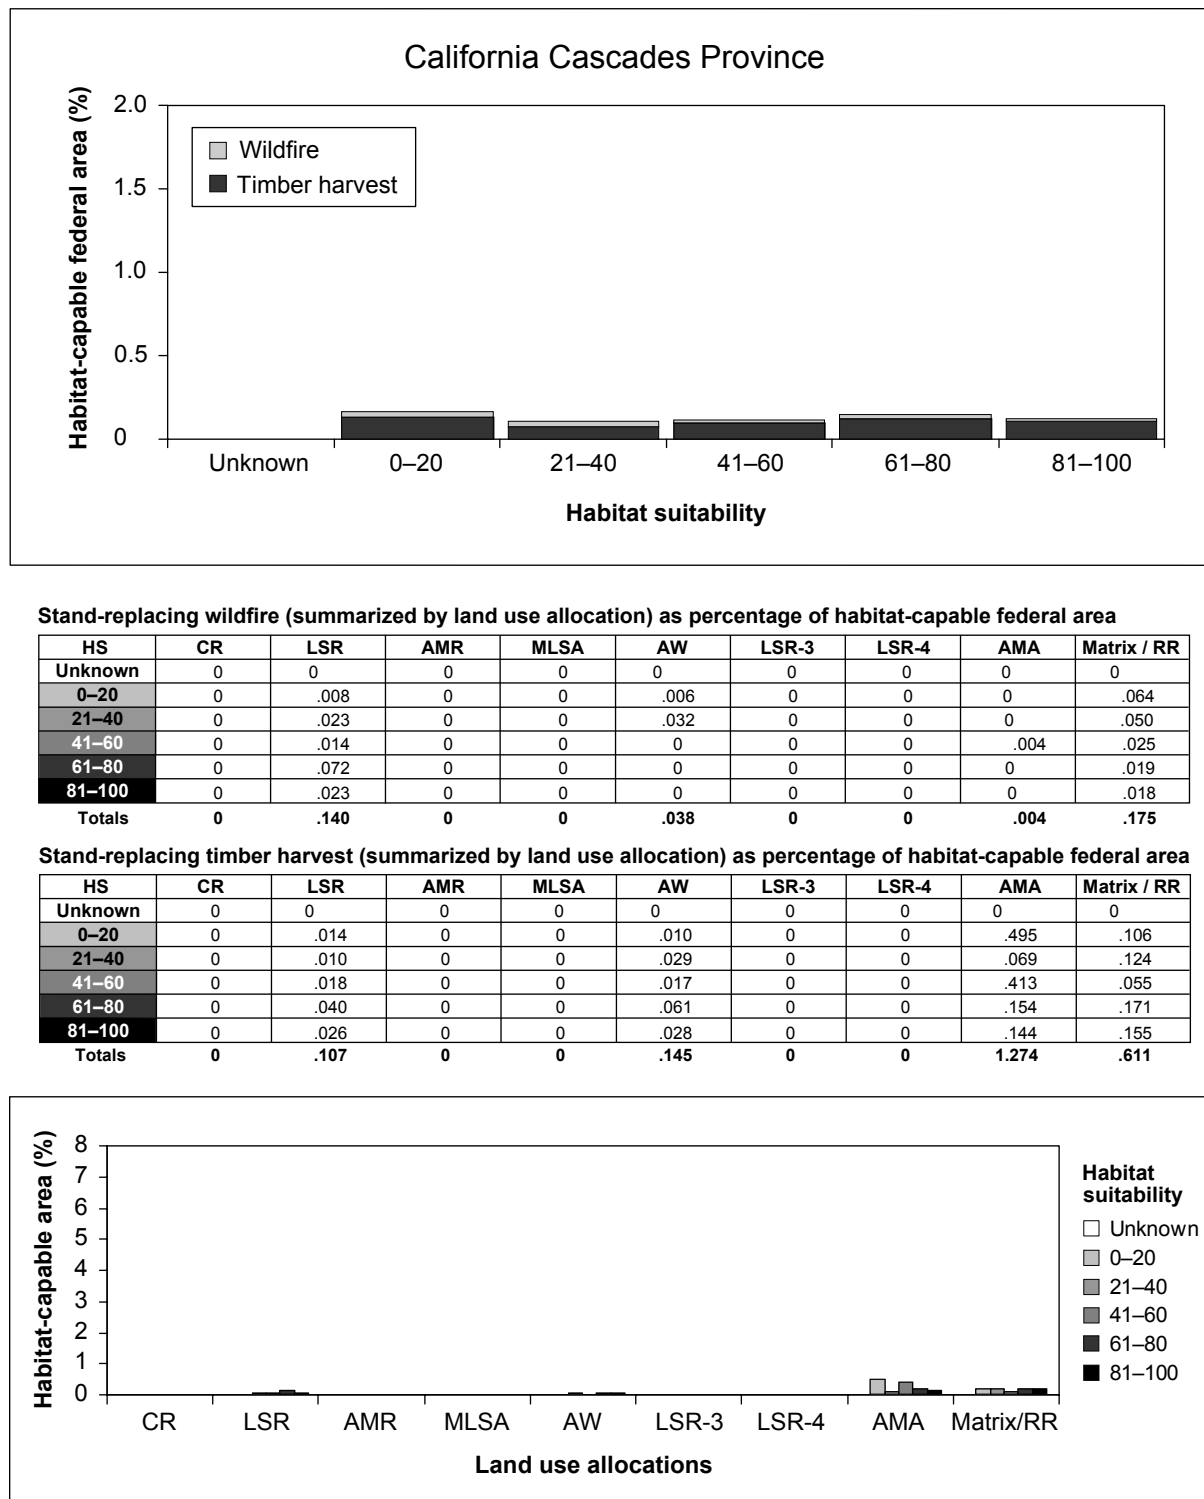 California Cascades Province
Habitat-capable federal area (%)
2.0
1.5
1.0
0.5
0
Wildfire
Timber harvest
Unknown 0–20 21–40 41–60 61–80 81–100
Habitat suitability
Stand-replacing wildfire (summarized by land use allocation) as percentage of habitat-capable federal area
HS CR LSR AMR MLSA AW LSR-3 LSR-4 AMA Matrix / RR
Unknown 0 0 0 0 0 0 0 0 0
0–20 0 .008 0 0 .006 0 0 0 .064
21–40 0 .023 0 0 .032 0 0 0 .050
41–60 0 .014 0 0 0 0 0 .004 .025
61–80 0 .072 0 0 0 0 0 0 .019
81–100 0 .023 0 0 0 0 0 0 .018
Totals 0 .140 0 0 .038 0 0 .004 .175
Stand-replacing timber harvest (summarized by land use allocation) as percentage of habitat-capable federal area
HS CR LSR AMR MLSA AW LSR-3 LSR-4 AMA Matrix / RR
Unknown 0 0 0 0 0 0 0 0 0
0–20 0 .014 0 0 .010 0 0 .495 .106
21–40 0 .010 0 0 .029 0 0 .069 .124
41–60 0 .018 0 0 .017 0 0 .413 .055
61–80 0 .040 0 0 .061 0 0 .154 .171
81–100 0 .026 0 0 .028 0 0 .144 .155
Totals 0 .107 0 0 .145 0 0 1.274 .611
Habitat-capable area (%)
8
7
6
5
4
3
2
1
0
CR LSR AMR MLSA AW LSR-3 LSR-4 AMA Matrix/RR
Land use allocations
Habitat
suitability
Unknown
0–20
21–40
41–60
61–80
81–100